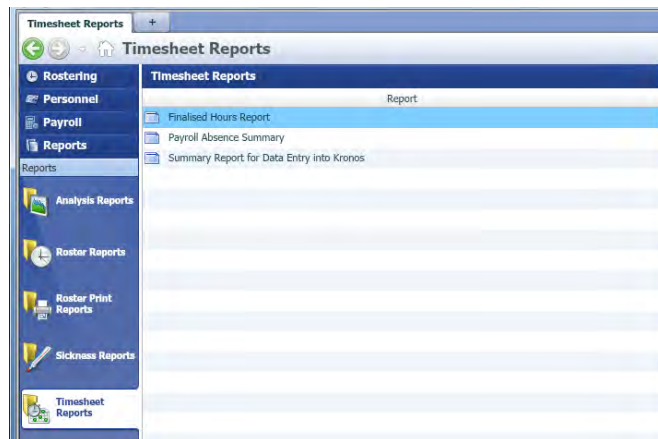 Timesheet Reports
+
Timesheet Reports
Rostering
Personnel
Payroll
Reports
Reports
Analysis Reports
Roster Reports
Roster Print
Reports
Sickness Reports
Timesheet
Reports
Timesheet Reports
Report
Finalised Hours Report
Payroll Absence Summary
Summary Report for Data Entry into Kronos